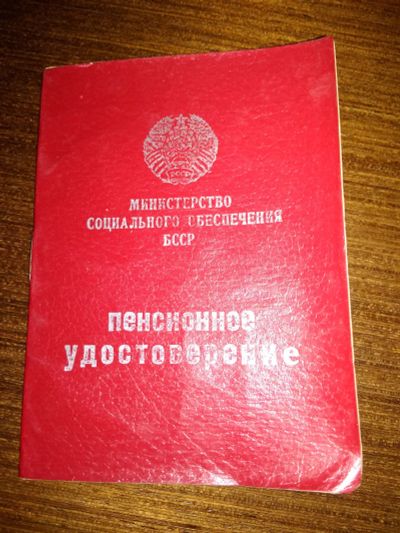 МИНИСТЕРСТВО
СОЦИАЛЬНОГО ОБЕСПЕЧЕНИЯ
БССР
пенсионное
удостоверение